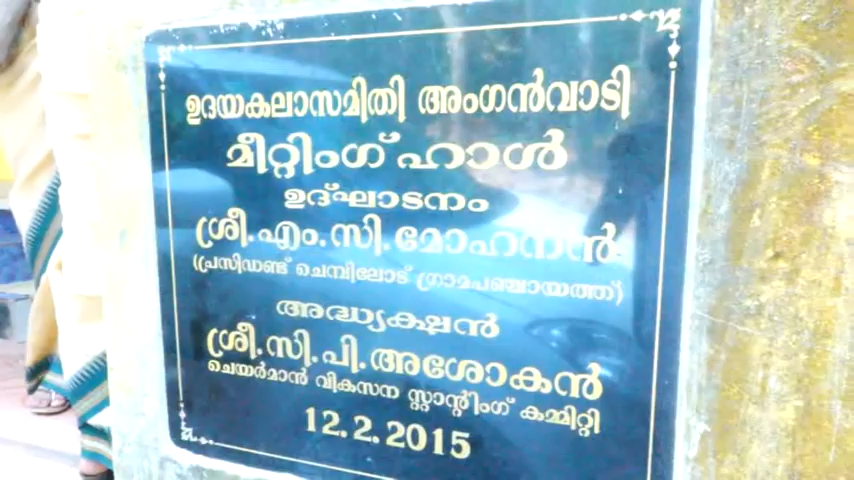 ഉദയകലാസമിതി അംഗൻവാടി
മീറ്റിംഗ് ഹാൾ
ഉദ്ഘാടനം
ശ്രീ.എം.സി.മോഹനൻ
(പ്രസിഡണ്ട് ചെമ്പിലോട് ഗ്രാമപഞ്ചായത്ത്)
അദ്ധ്യക്ഷൻ
ശ്രീ.സി.പി.അശോകൻ
ചെയർമാൻ വികസന സ്റ്റാന്റിംഗ് കമ്മിറ്റി
12.2.2015